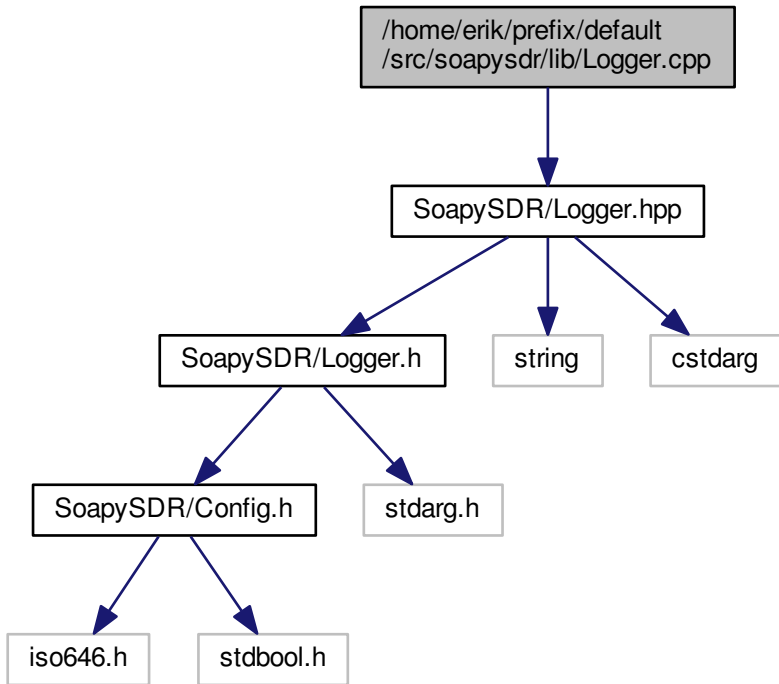 /home/erik/prefix/default
/src/soapysdr/lib/Logger.cpp
SoapySDR/Logger.hpp
SoapySDR/Logger.h
string
cstdarg
SoapySDR/Config.h
stdarg.h
iso646.h
stdbool.h